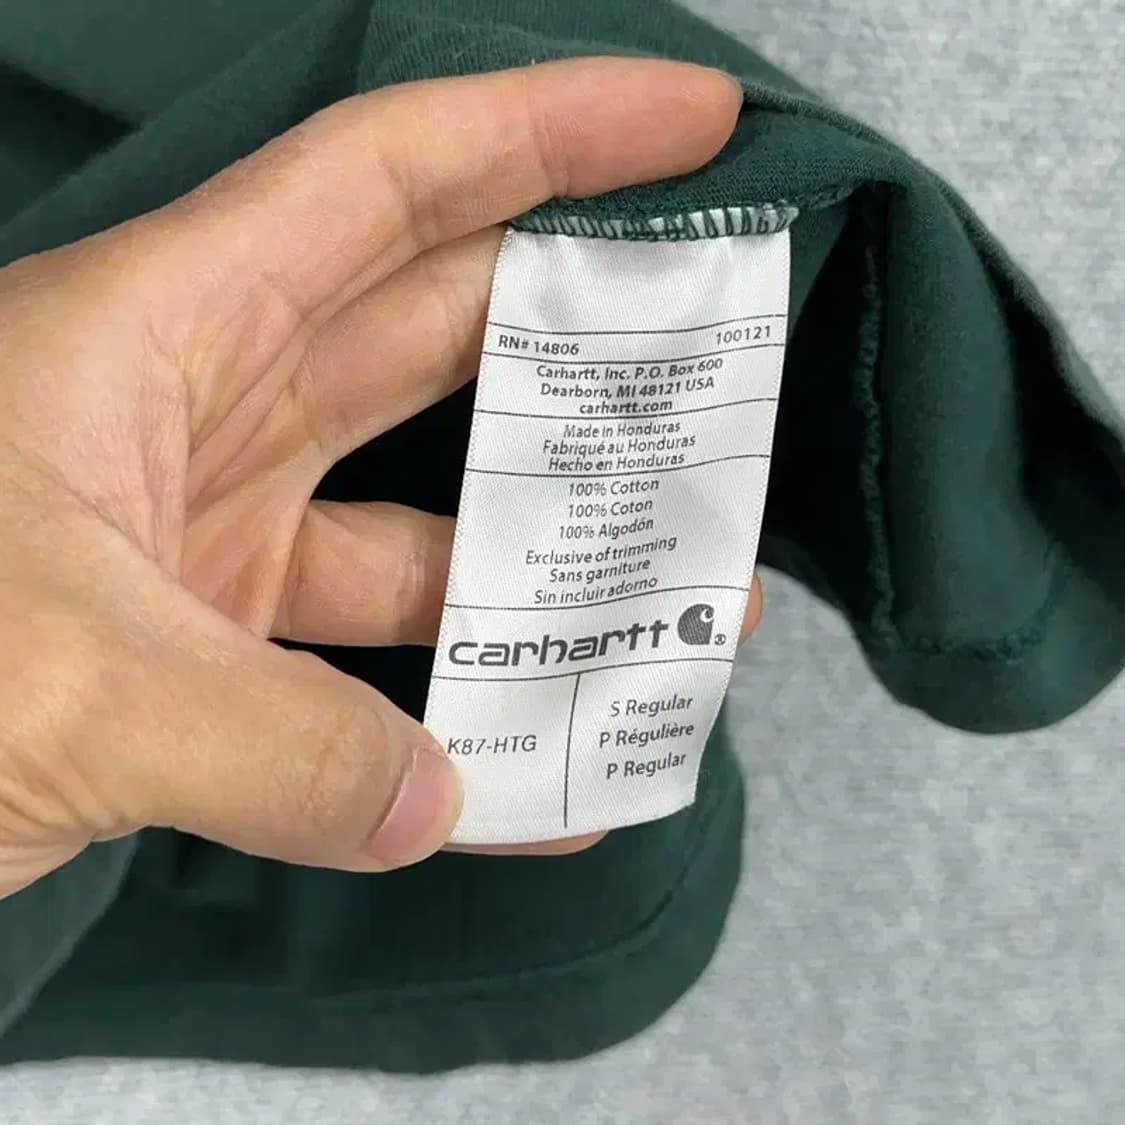 RN# 14806 100121
Carhartt, Inc. P.O. Box 600
Dearborn, MI 48121 USA
carhartt.com
Made in Honduras
Fabriqué au Honduras
Hecho en Honduras
100% Cotton
100% Coton
100% Algodón
Exclusive of trimming
Sans garniture
Sin incluir adorno
carhartt ®
K87-HTG
S Regular
P Régulière
P Regular